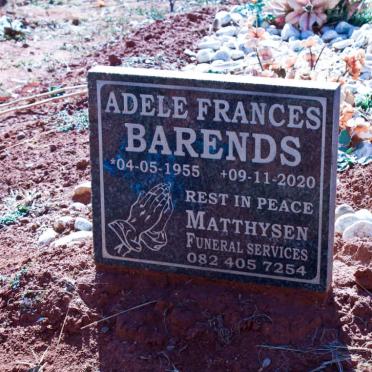 ADELE FRANCES
BARENDS
*04-05-1955 +09-11-2020
REST IN PEACE
MATTHYSEN
FUNERAL SERVICES
082 405 7254